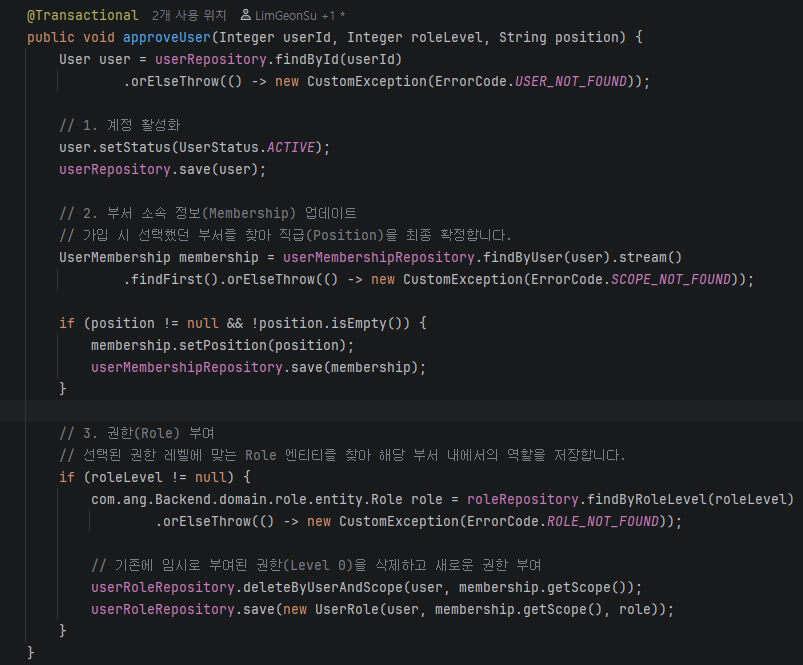 @Transactional 2개 사용 위치 LimGeonSu +1 *
public void approveUser(Integer userId, Integer roleLevel, String position) {
User user = userRepository.findById(userId)
.orElseThrow(() -> new CustomException(ErrorCode.USER_NOT_FOUND));
// 1. 계정 활성화
user.setStatus(UserStatus.ACTIVE);
userRepository.save(user);
// 2. 부서 소속 정보(Membership) 업데이트
// 가입 시 선택했던 부서를 찾아 직급(Position)을 최종 확정합니다.
UserMembership membership = userMembershipRepository.findByUser(user).stream()
.findFirst().orElseThrow(() -> new CustomException(ErrorCode.SCOPE_NOT_FOUND));
if (position != null && !position.isEmpty()) {
membership.setPosition(position);
userMembershipRepository.save(membership);
}
// 3. 권한(Role) 부여
// 선택된 권한 레벨에 맞는 Role 엔티티를 찾아 해당 부서 내에서의 역할을 저장합니다.
if (roleLevel != null) {
com.ang.Backend.domain.role.entity.Role role = roleRepository.findByRoleLevel(roleLevel)
.orElseThrow(() -> new CustomException(ErrorCode.ROLE_NOT_FOUND));
// 기존에 임시로 부여된 권한(Level 0)을 삭제하고 새로운 권한 부여
userRoleRepository.deleteByUserAndScope(user, membership.getScope());
userRoleRepository.save(new UserRole(user, membership.getScope(), role));
}
}